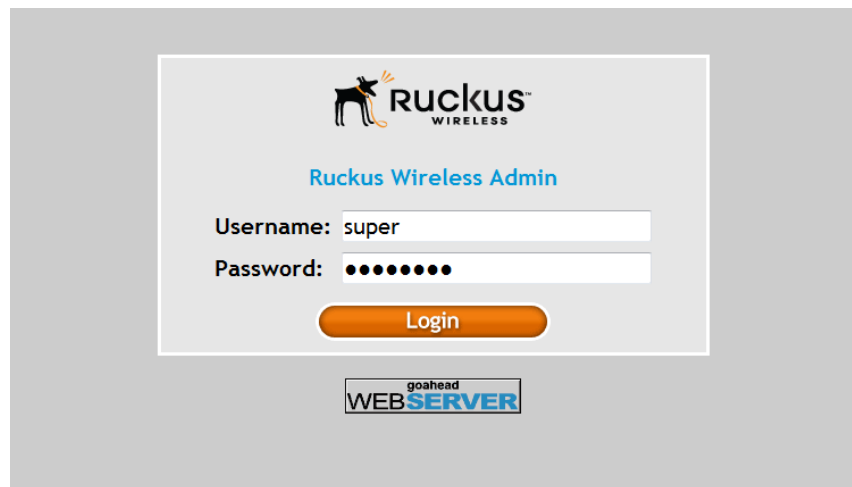 RUCKUS™
WIRELESS
Ruckus Wireless Admin
Username: super
Password: ●●●●●●●●
Login
goahead
WEBSERVER